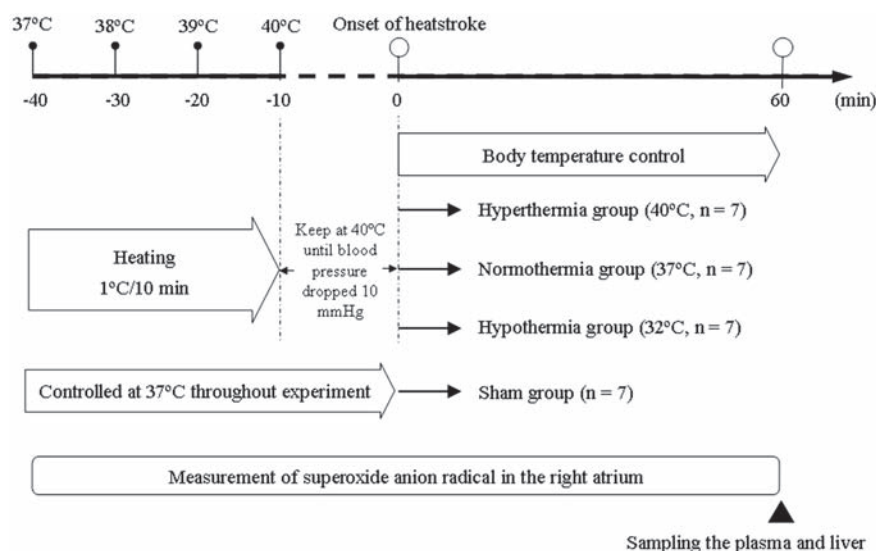 37°C 38°C 39°C 40°C Onset of heatstroke
-40 -30 -20 -10 0 60 (min)
Body temperature control
Hyperthermia group (40°C, n = 7)
Keep at 40°C
until blood
pressure
dropped 10
mmHg
Heating
1°C/10 min
Normothermia group (37°C, n = 7)
Hypothermia group (32°C, n = 7)
Controlled at 37°C throughout experiment
Sham group (n = 7)
Measurement of superoxide anion radical in the right atrium
Sampling the plasma and liver